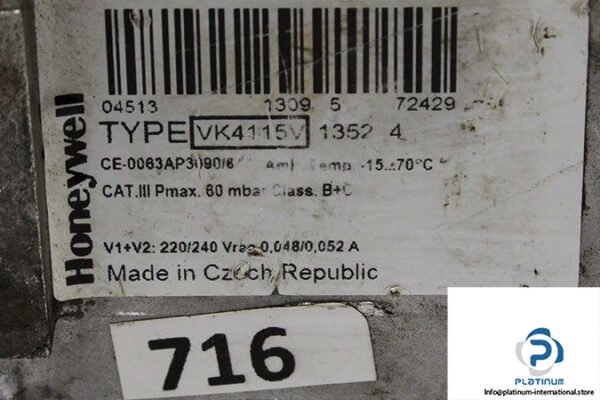 Honeywell
04513 1309 5 72429
TYPE VK4115V 1352 4
CE-0063AP3090/6 Amb. Temp. -15..+70°C
CAT.III Pmax. 60 mbar Class. B+C
V1+V2: 220/240 Vrac 0,048/0,052 A
Made in Czech Republic
716
PLATINUM
Info@platinum-international.store